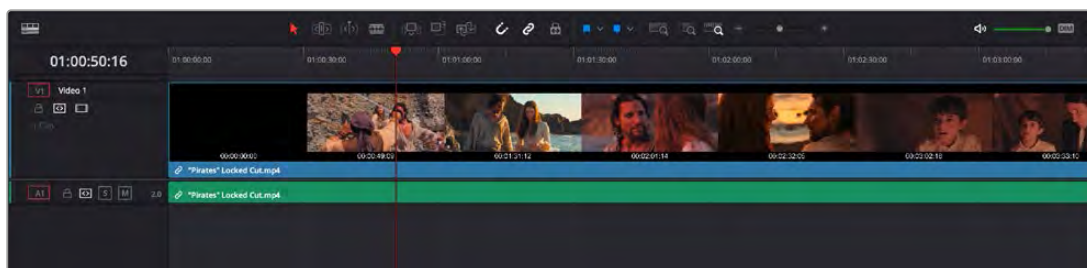 DIM
01:00:50:16
01:00:00:00 01:00:30:00 01:01:00:00 01:01:30:00 01:02:00:00 01:02:30:00 01:03:00:00
V1 Video 1
1 Clip
00:00:00:00 00:00:49:09 00:01:31:12 00:02:01:14 00:02:32:05 00:03:02:18 00:03:33:10
"Pirates" Locked Cut.mp4
A1 S M 2.0 "Pirates" Locked Cut.mp4